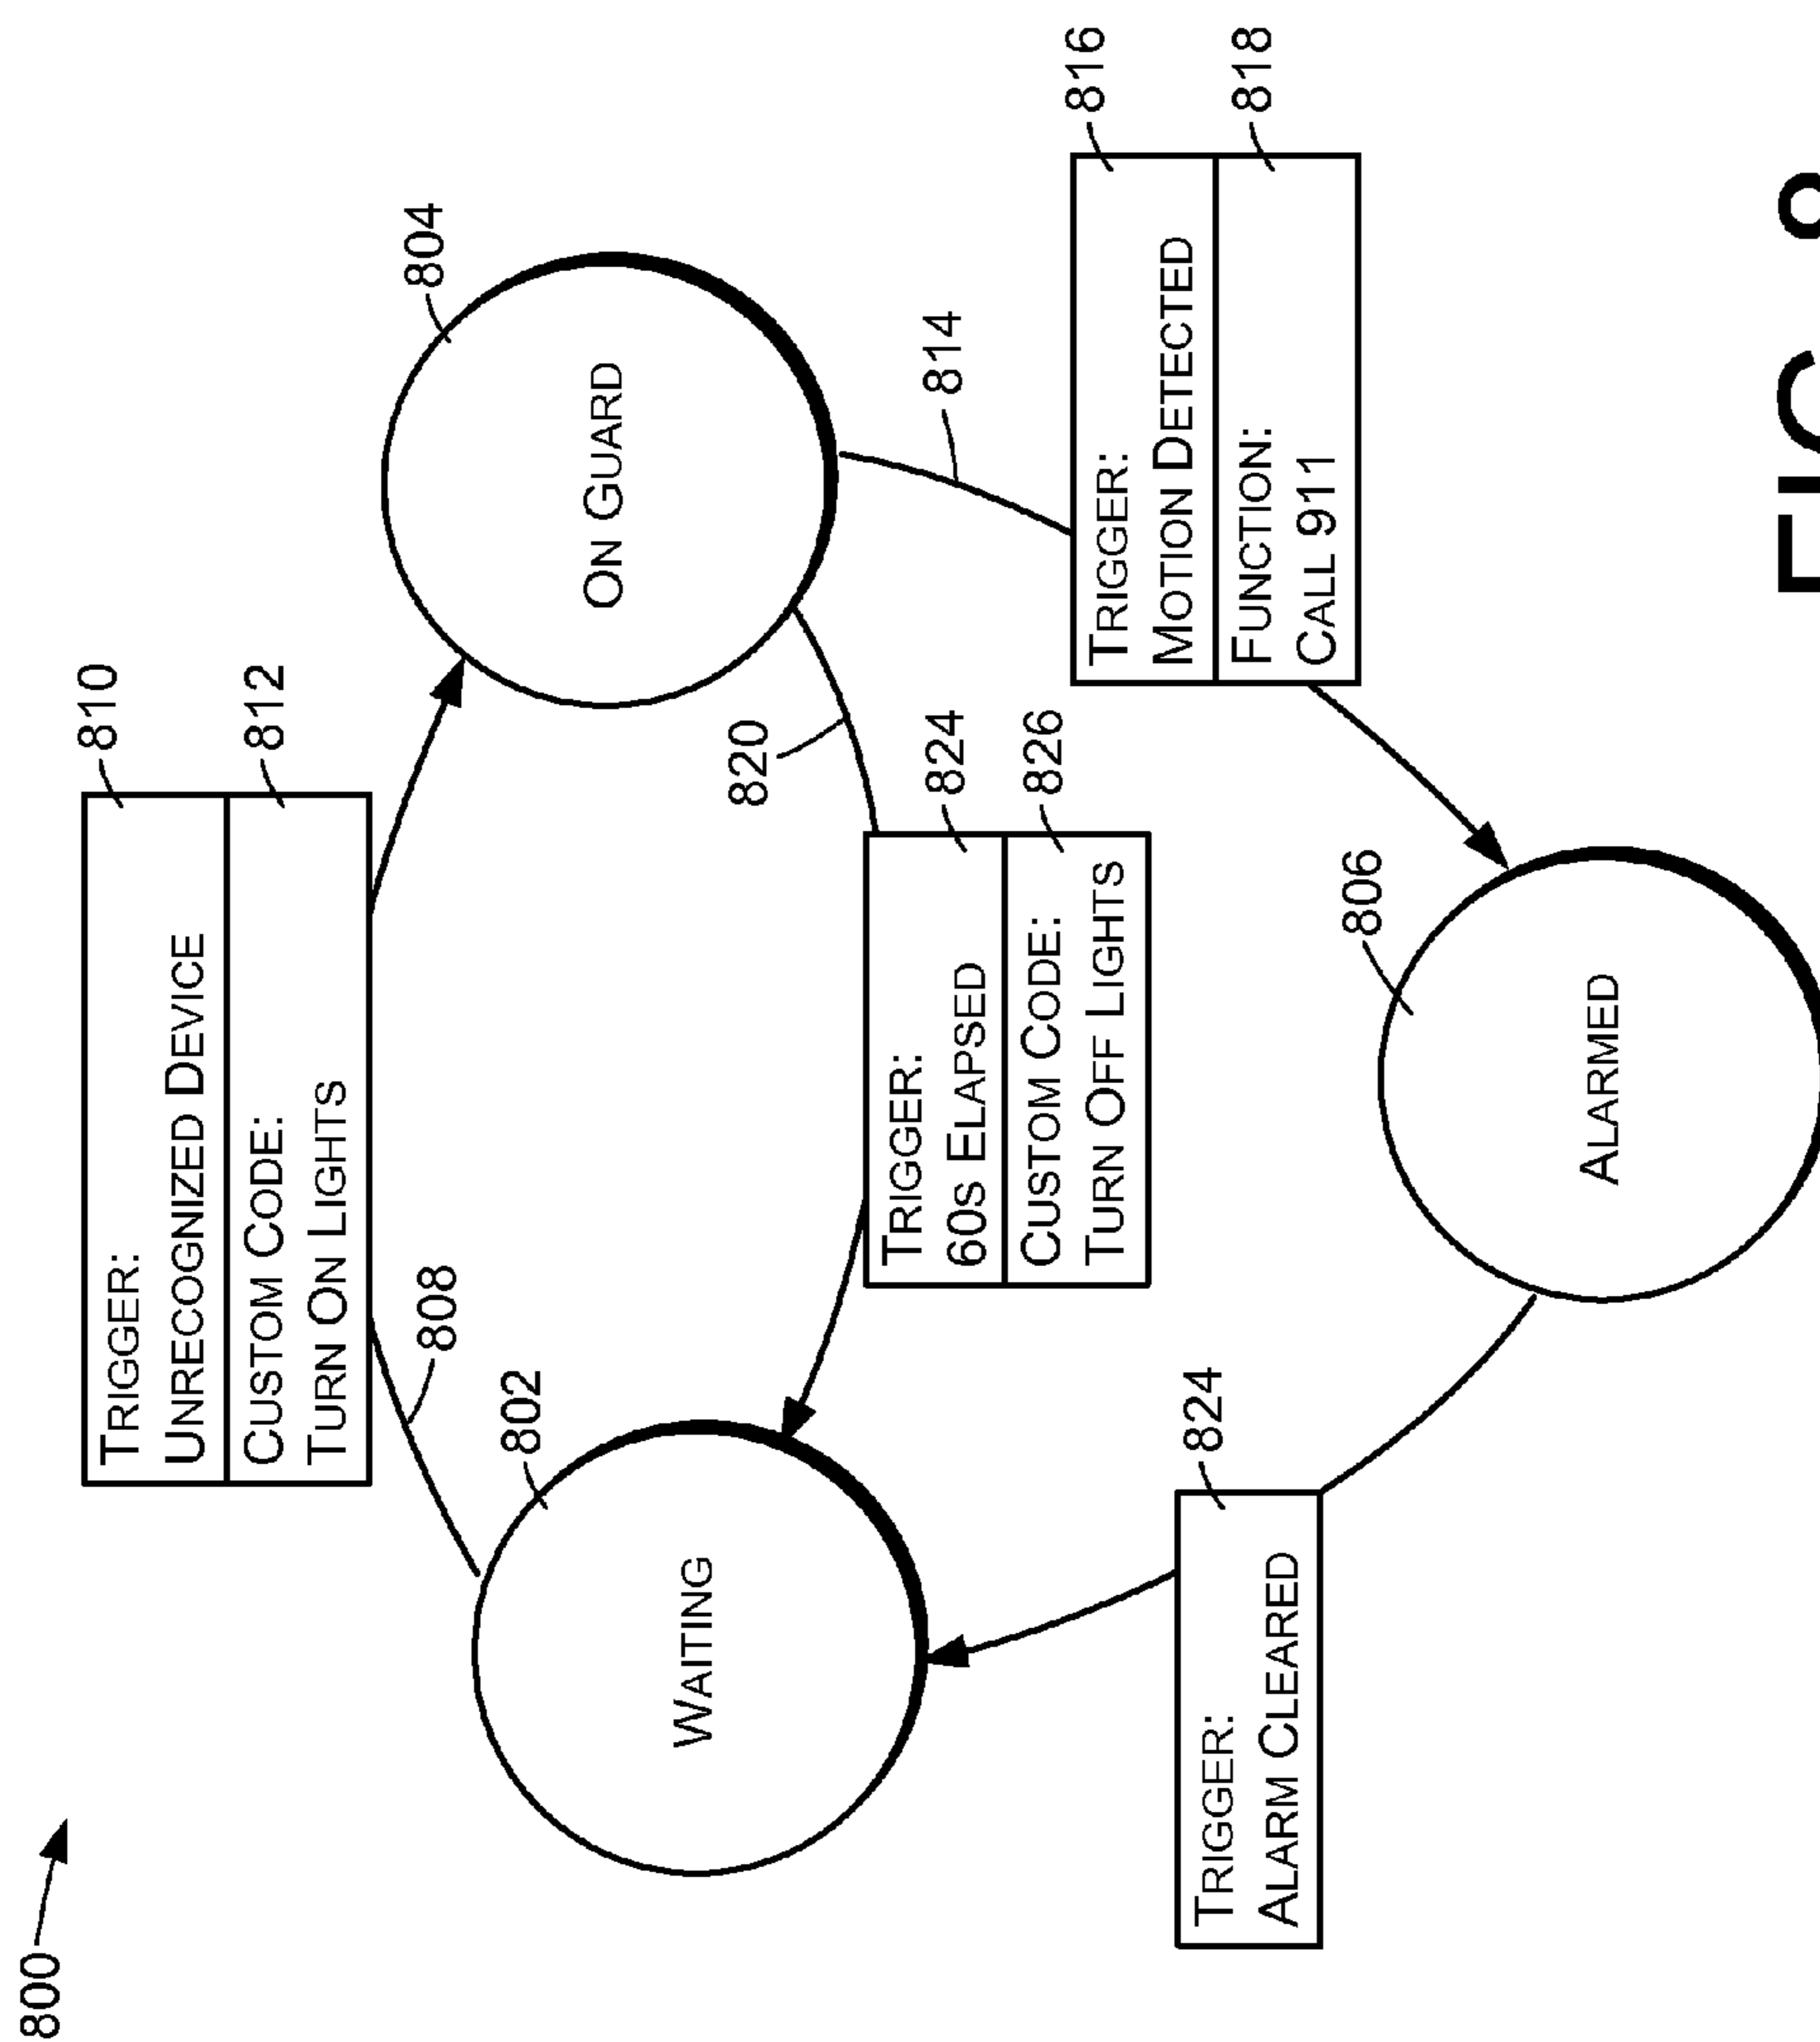 800
TRIGGER:
UNRECOGNIZED DEVICE
810
CUSTOM CODE:
TURN ON LIGHTS
812
808
802
WAITING
804
ON GUARD
820
814
TRIGGER:
60S ELAPSED
824
CUSTOM CODE:
TURN OFF LIGHTS
826
TRIGGER:
MOTION DETECTED
816
FUNCTION:
CALL 911
818
TRIGGER:
ALARM CLEARED
824
806
ALARMED